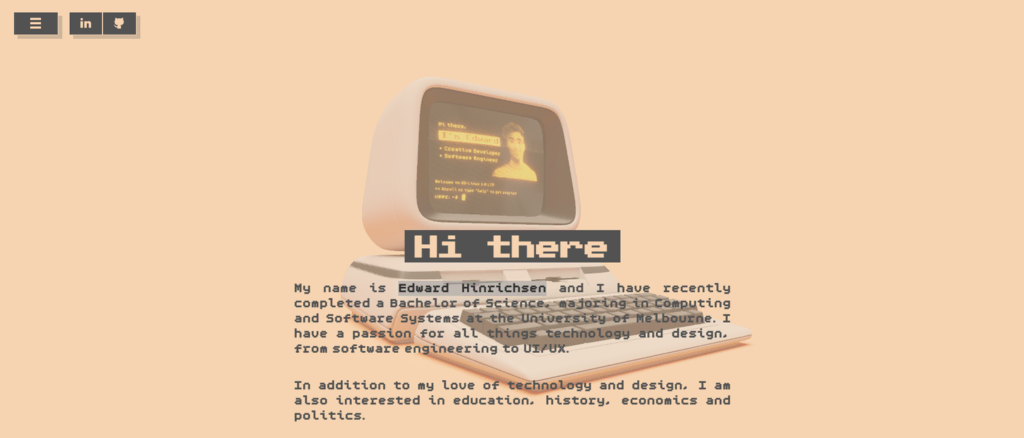 in
Hi there,
I'm Edward
• Creative Developer
• Software Engineer
Hi there
My name is Edward Hinrichsen and I have recently
completed a Bachelor of Science, majoring in Computing
and Software Systems at the University of Melbourne. I
have a passion for all things technology and design,
from software engineering to UI/UX.
In addition to my love of technology and design, I am
also interested in education, history, economics and
politics.